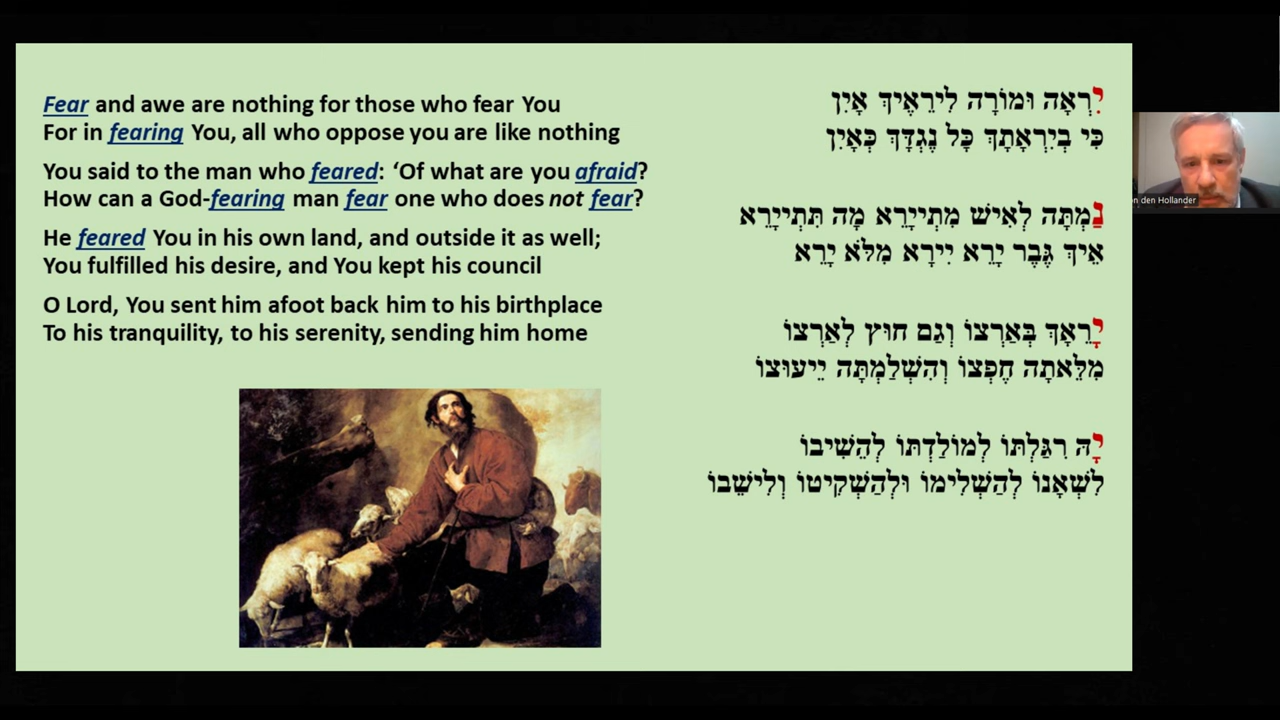 Fear and awe are nothing for those who fear You
For in fearing You, all who oppose you are like nothing
You said to the man who feared: ‘Of what are you afraid?
How can a God-fearing man fear one who does not fear?
He feared You in his own land, and outside it as well;
You fulfilled his desire, and You kept his council
O Lord, You sent him afoot back him to his birthplace
To his tranquility, to his serenity, sending him home
יִרְאָה וּמוֹרָה לִירֵאֶיךָ אָיִן
כִּי בְיִרְאָתָךְ כָּל נֶגְדָּךְ כְּאָיִן
נַמְתָּה לְאִישׁ מִתְיָירֵא מָה תִּתְיָירֵא
אֵיךְ גֶּבֶר יָרֵא יִירָא מִלֹּא יָרֵא
יְרֵאָךְ בְּאַרְצוֹ וְגַם חוּץ לְאַרְצוֹ
מִלֵּאתָה חֶפְצוֹ וְהִשְׁלַמְתָּה יֵיעוּצוֹ
יָהּ רִגַּלְתּוֹ לְמוֹלַדְתּוֹ לְהֲשִׁיבוֹ
לְשְׁאָנוֹ לְהַשְׁלִימוֹ וּלְהַשְׁקִיטוֹ וְלִישֵׁבוֹ
n den Hollander